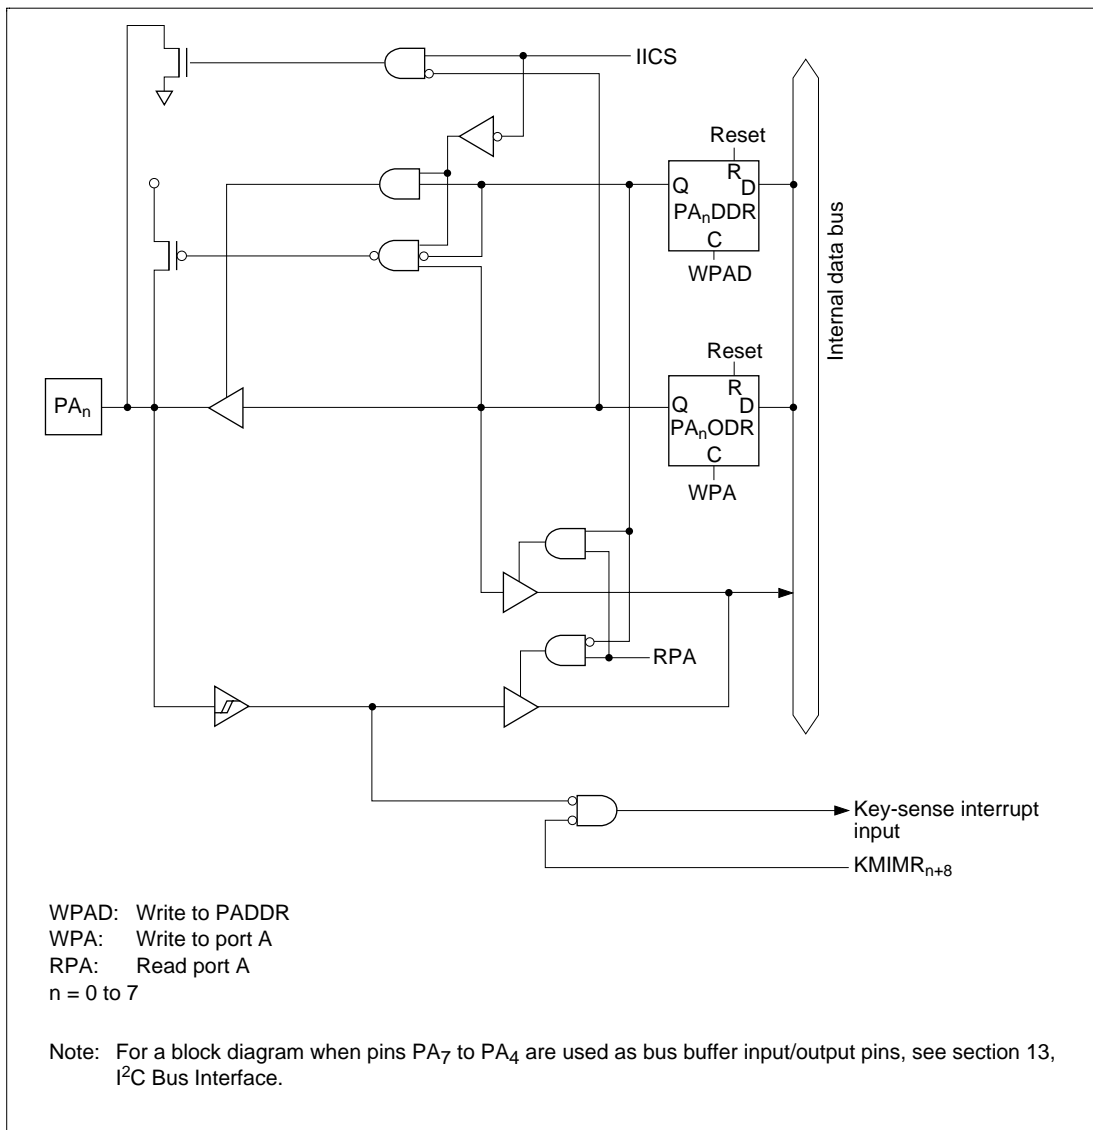 IICS
Reset
R
Q D
PAnDDR
C
WPAD
Internal data bus
Reset
R
PAn
Q D
PAnODR
C
WPA
RPA
Key-sense interrupt
input
KMIMRn+8
WPAD: Write to PADDR
WPA: Write to port A
RPA: Read port A
n = 0 to 7
Note: For a block diagram when pins PA7 to PA4 are used as bus buffer input/output pins, see section 13,
I2C Bus Interface.